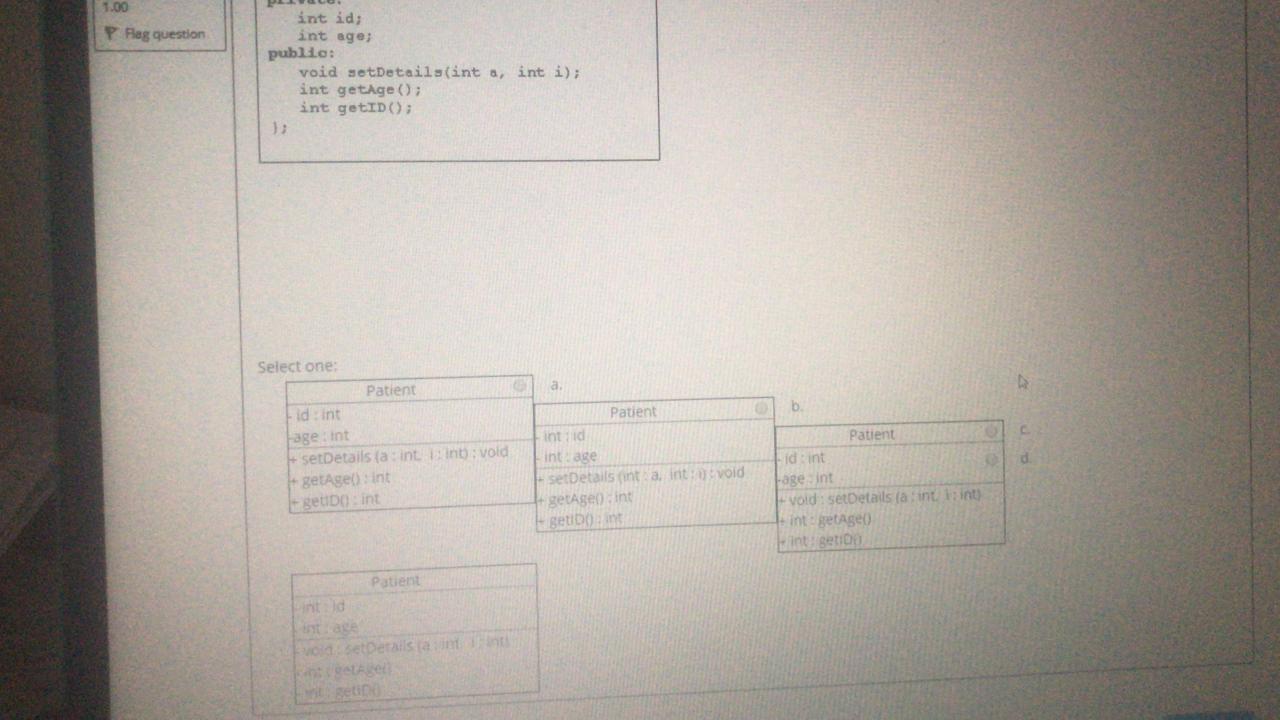 1.00
Flag question
private:
int id;
int age;
public:
void setDetails(int a, int i);
int getAge();
int getID();
};
Select one:
Patient
- id : int
-age : int
+ setDetails (a : int, i : int) : void
+ getAge() : int
+ getID() : int
a.
Patient
- int : id
- int : age
+ setDetails (int : a, int : i) : void
+ getAge() : int
+ getID() : int
b.
Patient
- id : int
-age : int
+ void : setDetails (a : int, i : int)
+ int : getAge()
+ int : getID()
c.
d.
Patient
- int : id
- int : age
void : setDetails (a : int, i : int)
int : getAge()
int : getID()